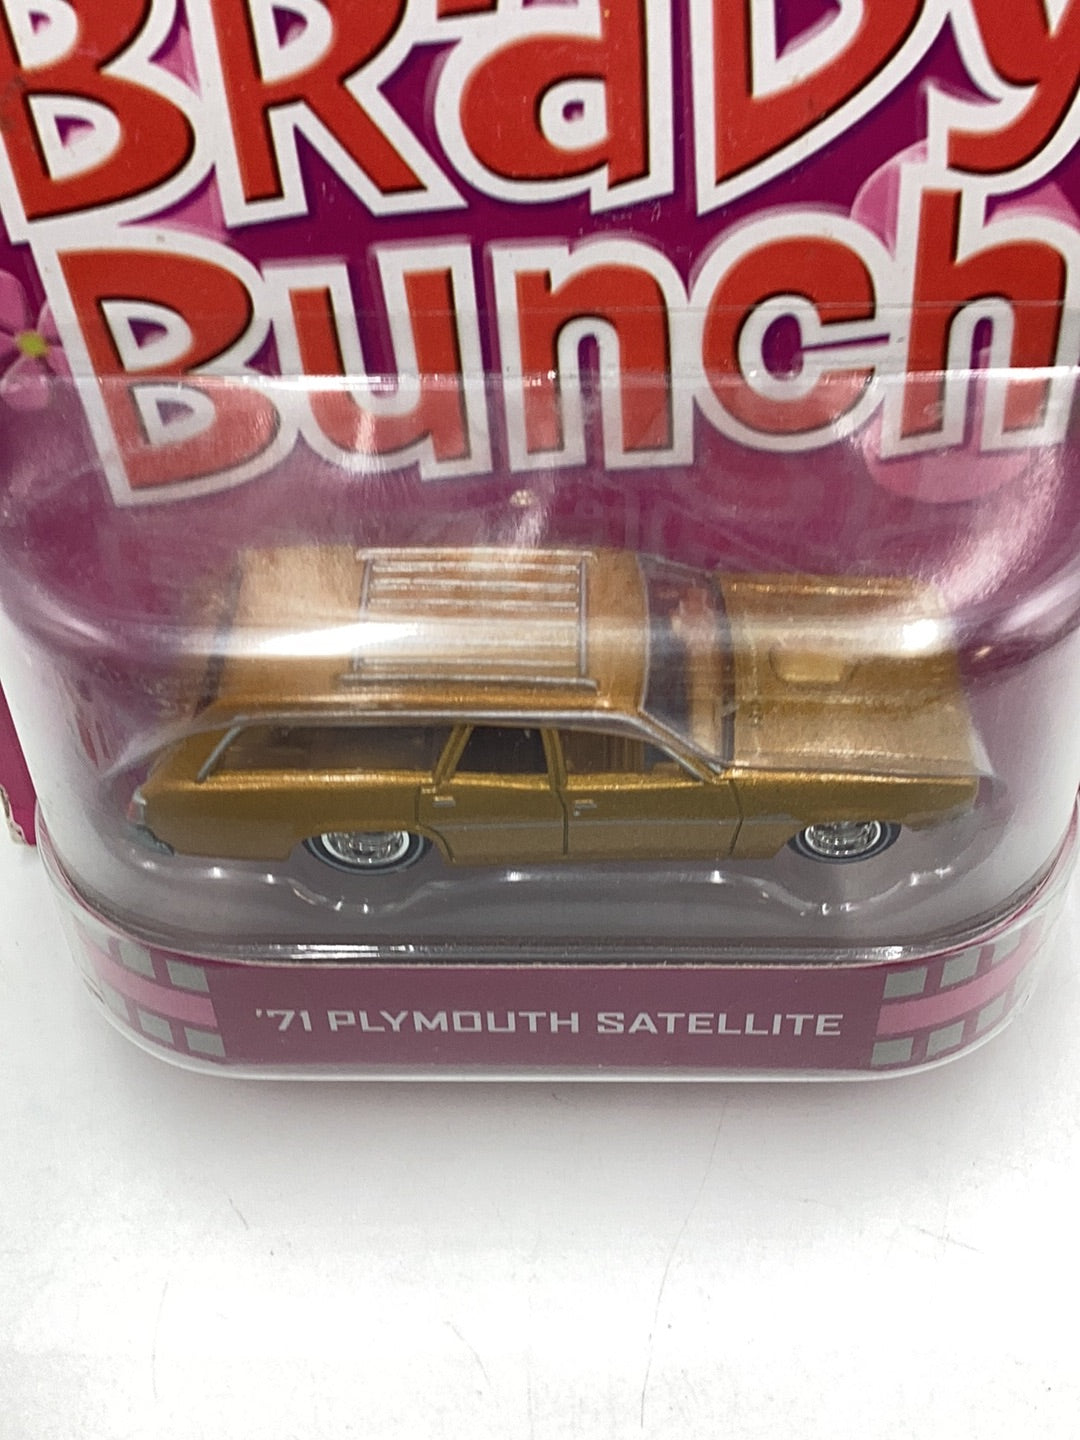 BRaDy
Bunch
'71 PLYMOUTH SATELLITE